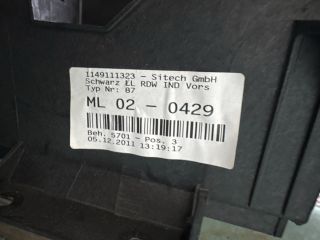 1149111323 - Sitech GmbH
Schwarz EL RDW IND Vors
Typ Nr: 87
ML 02 - 0429
Beh. 5701 - Pos. 3
05.12.2011 13:19:17